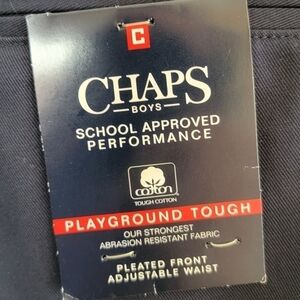 C
CHAPS
BOYS
SCHOOL APPROVED
PERFORMANCE
COTTON
TOUGH COTTON
PLAYGROUND TOUGH
OUR STRONGEST
ABRASION RESISTANT FABRIC
PLEATED FRONT
ADJUSTABLE WAIST